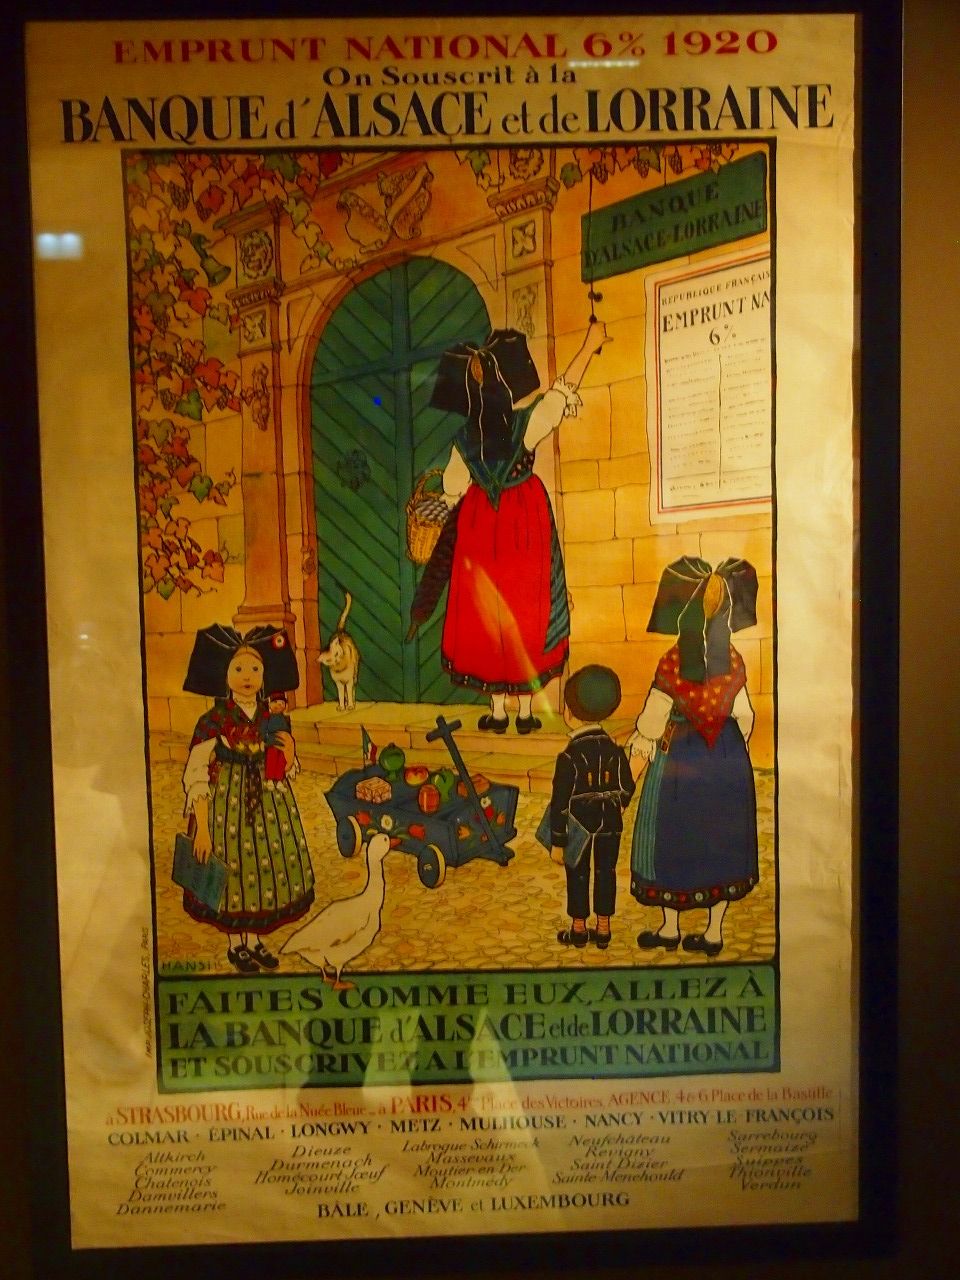 EMPRUNT NATIONAL 6% 1920
On Souscrit à la
BANQUE d'ALSACE et de LORRAINE
BANQUE
D'ALSACE-LORRAINE
REPUBLIQUE FRANÇAIS
EMPRUNT NA
6%
HANSI
FAITES COMME EUX, ALLEZ À
LA BANQUE d'ALSACE et de LORRAINE
ET SOUSCRIVEZ A L'EMPRUNT NATIONAL
à STRASBOURG, Rue de la Nuée Bleue _ à PARIS, 4bis Place des Victoires, AGENCE 4 & 6 Place de la Bastille
COLMAR · ÉPINAL · LONGWY · METZ · MULHOUSE · NANCY · VITRY LE FRANÇOIS
Altkirch
Commercy
Chatenois
Damvillers
Dannemarie
Dieuze
Durmenach
Homécourt Jœuf
Joinville
Labroque-Schirmeck
Massevaux
Moutier en Der
Montmédy
Neufchâteau
Revigny
Saint Dizier
Sainte Menehould
Sarrebourg
Sermaize
Suippes
Thionville
Verdun
BÂLE, GENÈVE et LUXEMBOURG